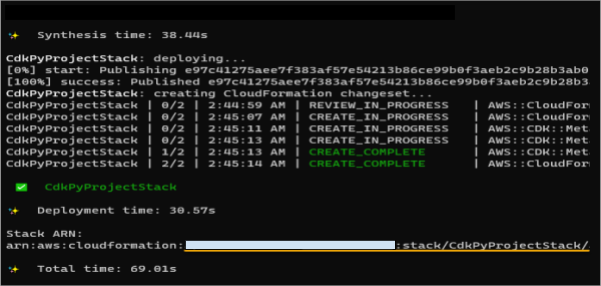 ✨  Synthesis time: 38.44s
CdkPyProjectStack: deploying...
[0%] start: Publishing e97c41275aee7f383af57e54213b86ce99b0f3aeb2c9b28b3ab0
[100%] success: Published e97c41275aee7f383af57e54213b86ce99b0f3aeb2c9b28b3
CdkPyProjectStack: creating CloudFormation changeset...
CdkPyProjectStack | 0/2 | 2:44:59 AM | REVIEW_IN_PROGRESS | AWS::CloudFor
CdkPyProjectStack | 0/2 | 2:45:07 AM | CREATE_IN_PROGRESS | AWS::CloudFor
CdkPyProjectStack | 0/2 | 2:45:11 AM | CREATE_IN_PROGRESS | AWS::CDK::Met
CdkPyProjectStack | 0/2 | 2:45:13 AM | CREATE_IN_PROGRESS | AWS::CDK::Met
CdkPyProjectStack | 1/2 | 2:45:13 AM | CREATE_COMPLETE | AWS::CDK::Met
CdkPyProjectStack | 2/2 | 2:45:14 AM | CREATE_COMPLETE | AWS::CloudFor
✅  CdkPyProjectStack
✨  Deployment time: 30.57s
Stack ARN:
arn:aws:cloudformation: :stack/CdkPyProjectStack/
✨  Total time: 69.01s